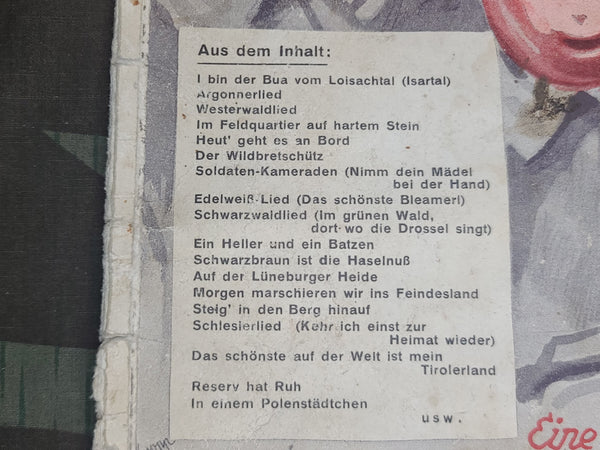 Aus dem Inhalt:
I bin der Bua vom Loisachtal (Isartal)
Argonnerlied
Westerwaldlied
Im Feldquartier auf hartem Stein
Heut' geht es an Bord
Der Wildbretschütz
Soldaten-Kameraden (Nimm dein Mädel
bei der Hand)
Edelweiß-Lied (Das schönste Bleamerl)
Schwarzwaldlied (Im grünen Wald,
dort wo die Drossel singt)
Ein Heller und ein Batzen
Schwarzbraun ist die Haselnuß
Auf der Lüneburger Heide
Morgen marschieren wir ins Feindesland
Steig' in den Berg hinauf
Schlesierlied (Kehr ich einst zur
Heimat wieder)
Das schönste auf der Welt ist mein
Tirolerland
Reserv hat Ruh
In einem Polenstädtchen
usw.
Eine